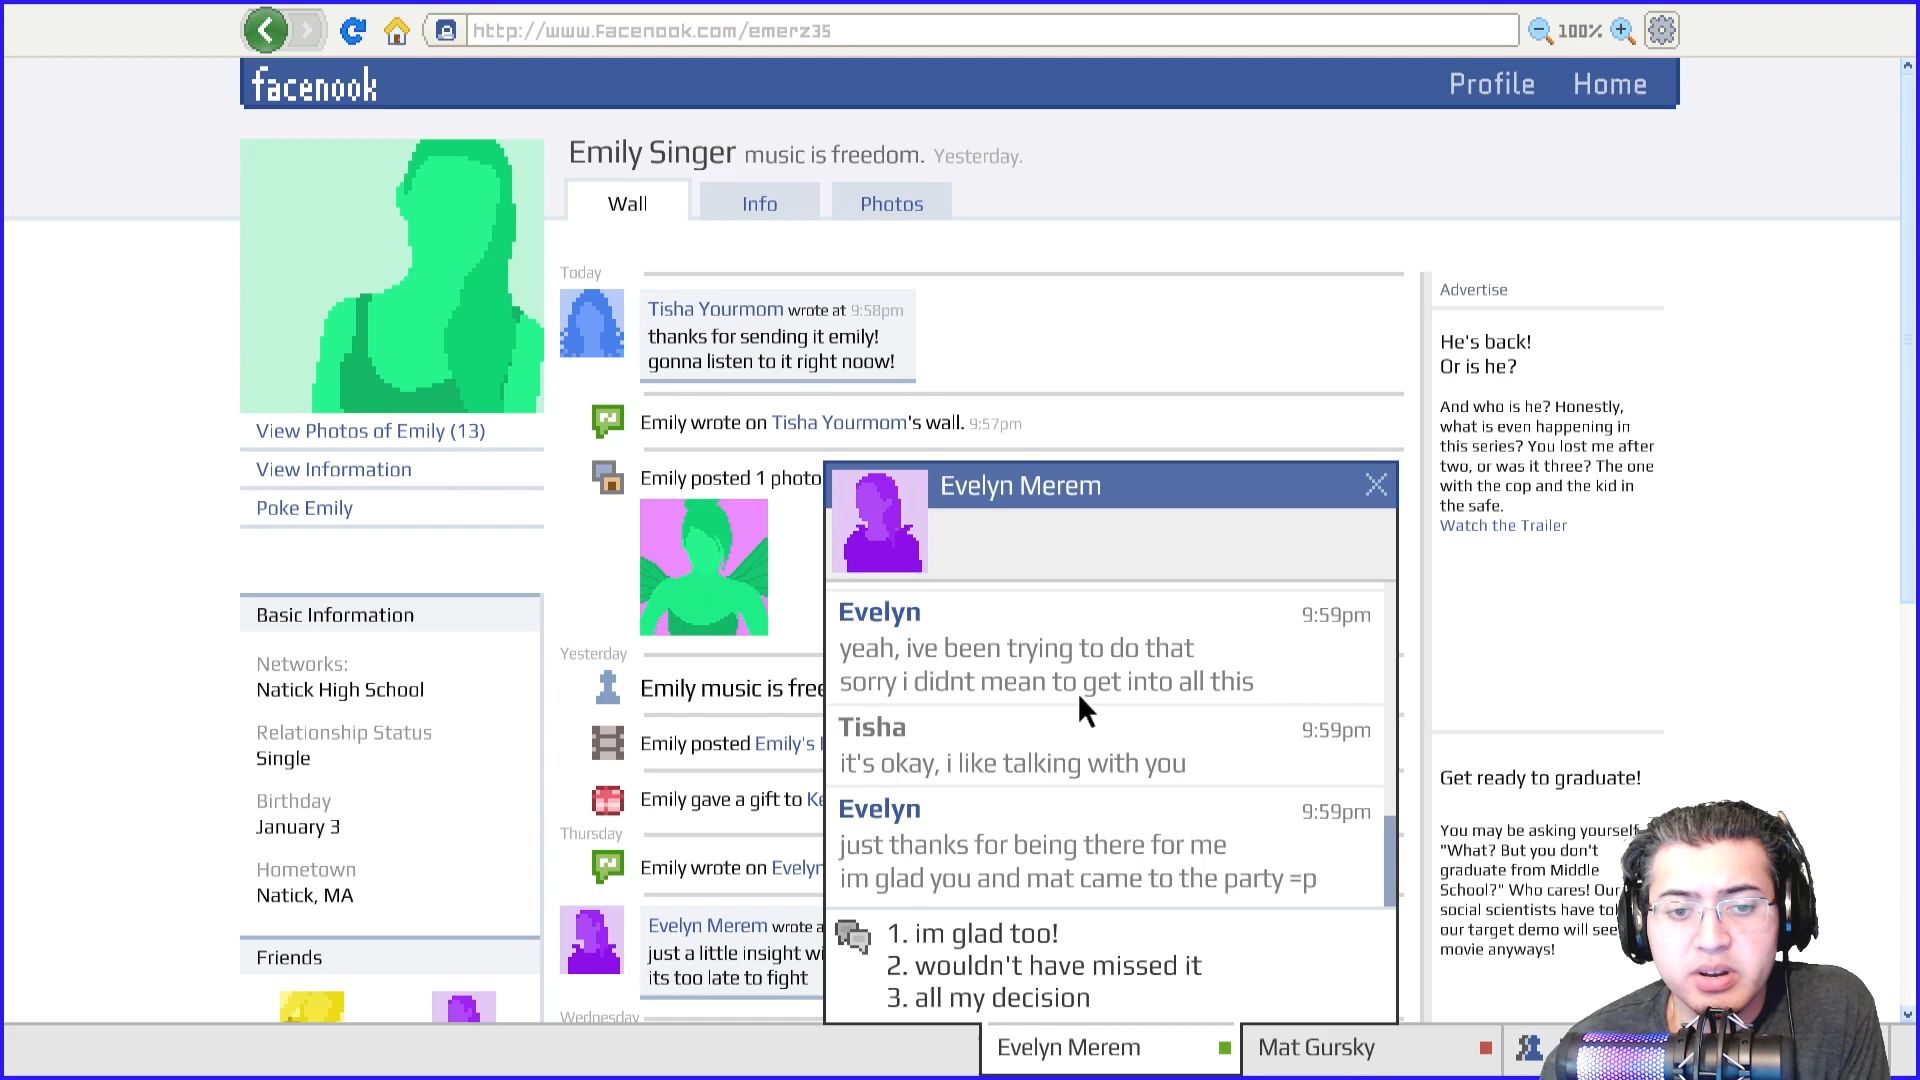 http://www.facenook.com/emerz35
100%
facenook
Profile
Home
Emily Singer music is freedom. Yesterday.
Wall
Info
Photos
Today
Tisha Yourmom wrote at 9:58pm
thanks for sending it emily!
gonna listen to it right noow!
Emily wrote on Tisha Yourmom's wall. 9:57pm
Emily posted 1 photo
View Photos of Emily (13)
View Information
Poke Emily
Basic Information
Networks:
Natick High School
Relationship Status
Single
Birthday
January 3
Hometown
Natick, MA
Friends
Yesterday
Emily music is free
Emily posted Emily's
Emily gave a gift to Ke
Thursday
Emily wrote on Evelyn
Evelyn Merem wrote a
just a little insight wi
its too late to fight
Wednesday
Evelyn Merem
Evelyn 9:59pm
yeah, ive been trying to do that
sorry i didnt mean to get into all this
Tisha 9:59pm
it's okay, i like talking with you
Evelyn 9:59pm
just thanks for being there for me
im glad you and mat came to the party =p
1. im glad too!
2. wouldn't have missed it
3. all my decision
Evelyn Merem
Mat Gursky
Advertise
He's back!
Or is he?
And who is he? Honestly,
what is even happening in
this series? You lost me after
two, or was it three? The one
with the cop and the kid in
the safe.
Watch the Trailer
Get ready to graduate!
You may be asking yourself,
"What? But you don't
graduate from Middle
School?" Who cares! Our
social scientists have tol
our target demo will see
movie anyways!